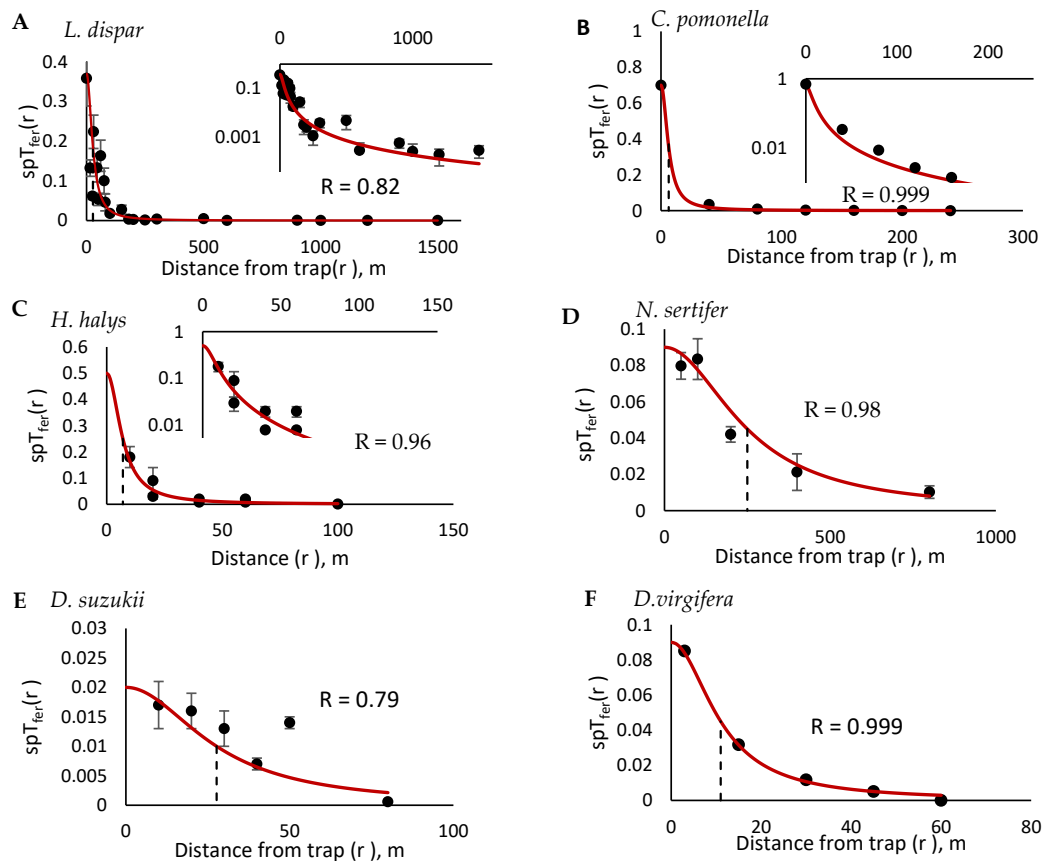 A
L. dispar
0 1000
0.1
0.001
0.4
0.3
0.2
0.1
0
spT_fer(r)
R = 0.82
0 500 1000 1500
Distance from trap(r ), m
B
C. pomonella
0 100 200
1
0.01
1
0.8
0.6
0.4
0.2
0
spT_fer(r)
R = 0.999
0 100 200 300
Distance from trap (r ), m
C
H. halys
0 50 100 150
1
0.1
0.01
0.6
0.5
0.4
0.3
0.2
0.1
0
spT_fer(r)
R = 0.96
0 50 100 150
Distance (r ), m
D
N. sertifer
0.1
0.08
0.06
0.04
0.02
0
spT_fer(r)
R = 0.98
0 500 1000
Distance from trap (r ), m
E
D. suzukii
0.03
0.025
0.02
0.015
0.01
0.005
0
spT_fer(r )
R = 0.79
0 50 100
Distance from trap (r ), m
F
D.virgifera
0.1
0.08
0.06
0.04
0.02
0
spT_fer(r )
R = 0.999
0 20 40 60 80
Distance from trap (r ), m